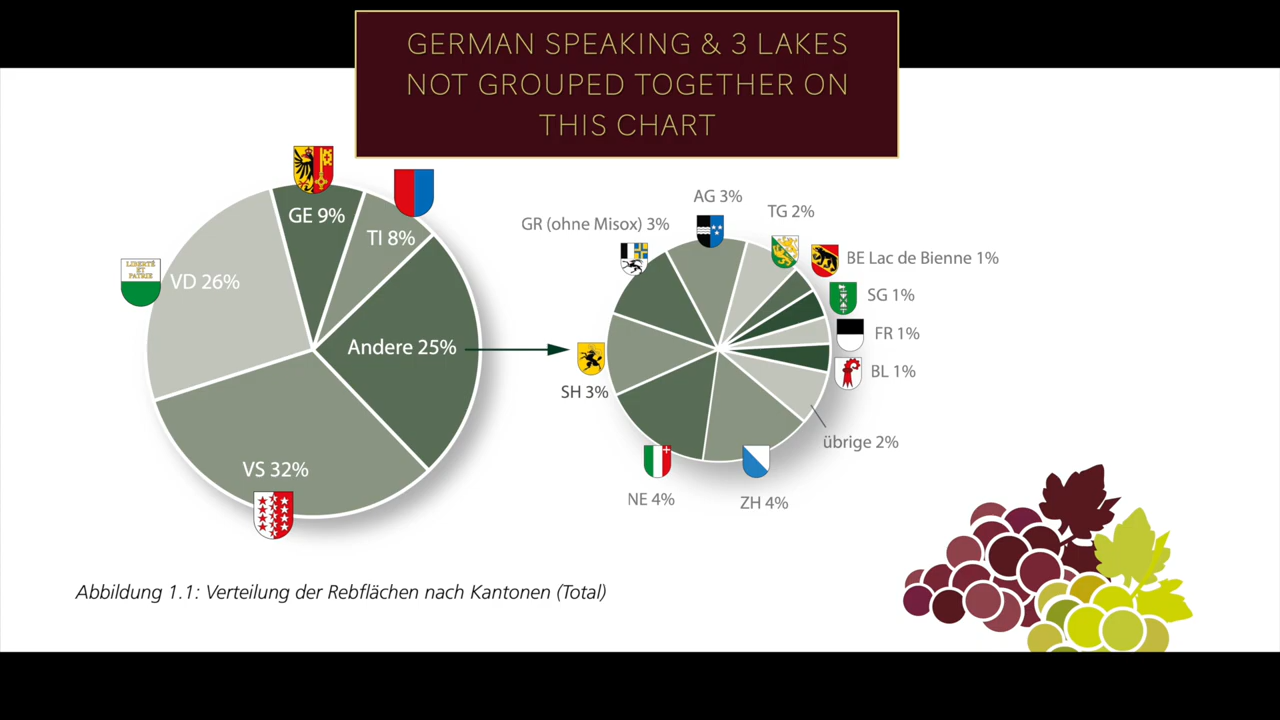 GERMAN SPEAKING & 3 LAKES
NOT GROUPED TOGETHER ON
THIS CHART
GE 9%
TI 8%
LIBERTÉ
ET
PATRIE
VD 26%
Andere 25%
VS 32%
AG 3%
TG 2%
GR (ohne Misox) 3%
BE Lac de Bienne 1%
SG 1%
FR 1%
BL 1%
SH 3%
übrige 2%
NE 4%
ZH 4%
Abbildung 1.1: Verteilung der Rebflächen nach Kantonen (Total)